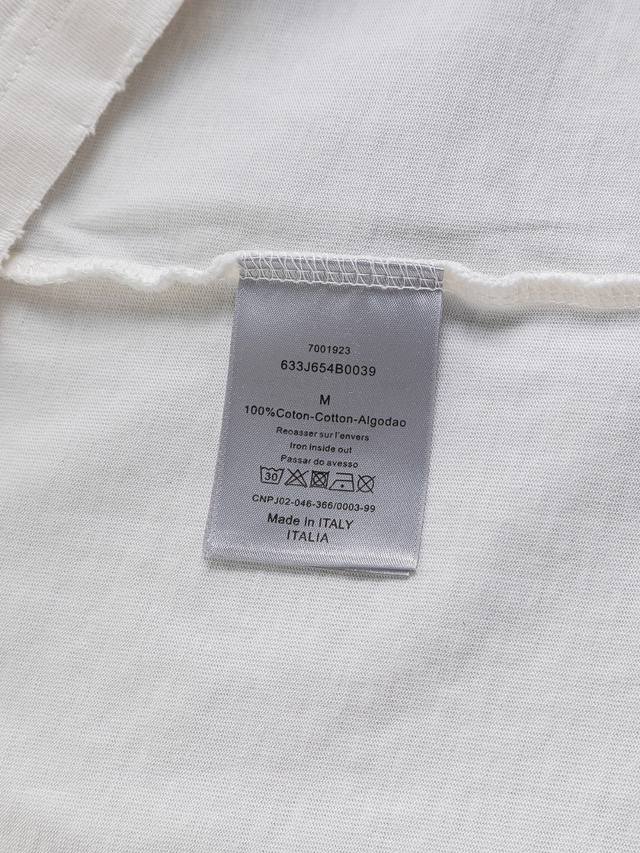 7001923
633J654B0039
M
100%Coton-Cotton-Algodao
Reoasser sur l'envers
Iron inside out
Passar do avesso
30
CNPJ02-046-366/0003-99
Made In ITALY
ITALIA